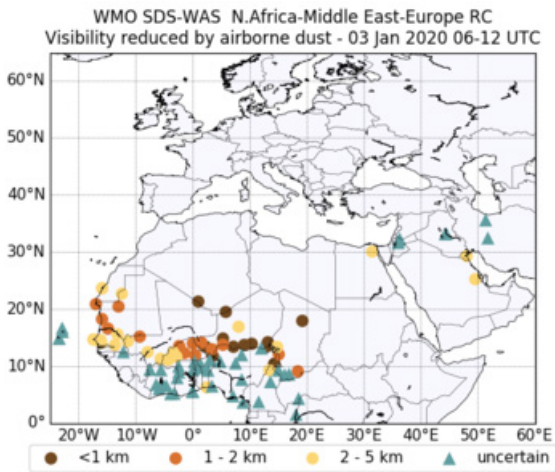 WMO SDS-WAS  N.Africa-Middle East-Europe RC
Visibility reduced by airborne dust - 03 Jan 2020 06-12 UTC
60°N
50°N
40°N
30°N
20°N
10°N
0°
20°W 10°W 0° 10°E 20°E 30°E 40°E 50°E 60°E
<1 km 1 - 2 km 2 - 5 km uncertain